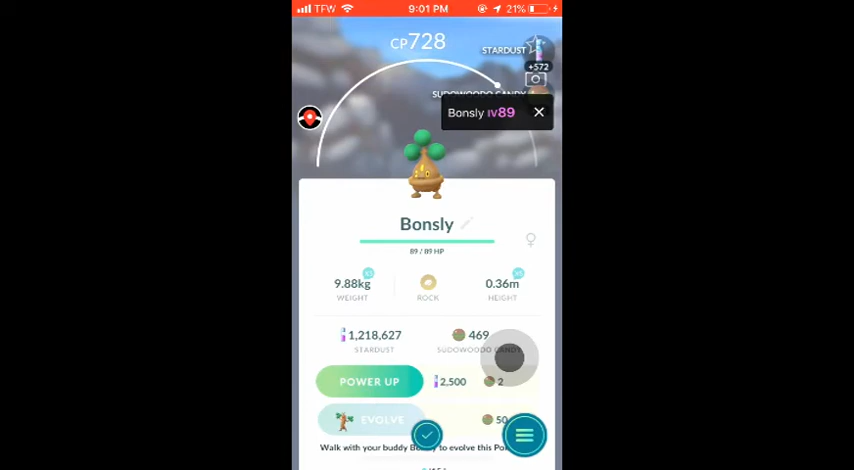 TFW 9:01 PM 21%
CP728
STARDUST
+572
SUDOWOODO CANDY
Bonsly IV89
Bonsly
89 / 89 HP
9.88kg 0.36m
WEIGHT ROCK HEIGHT
1,218,627 469
STARDUST SUDOWOODO CANDY
POWER UP 2,500 2
EVOLVE 50
Walk with your buddy to evolve this